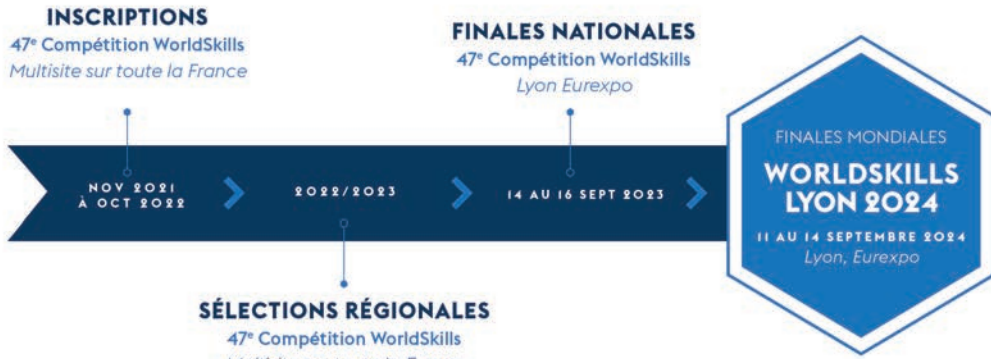 INSCRIPTIONS
47e Compétition WorldSkills
Multisite sur toute la France
FINALES NATIONALES
47e Compétition WorldSkills
Lyon Eurexpo
NOV 2021
À OCT 2022
2022/2023
14 AU 16 SEPT 2023
FINALES MONDIALES
WORLDSKILLS
LYON 2024
11 AU 14 SEPTEMBRE 2024
Lyon, Eurexpo
SÉLECTIONS RÉGIONALES
47e Compétition WorldSkills